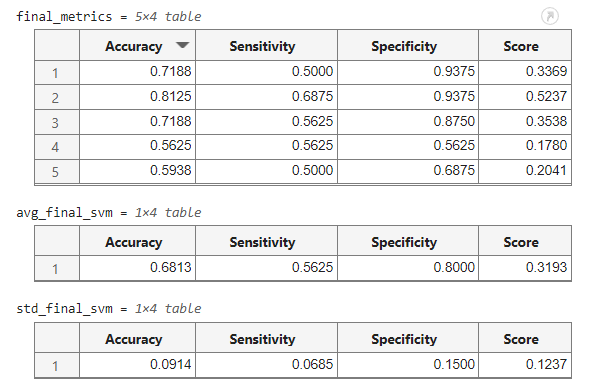 final_metrics = 5×4 table
Accuracy Sensitivity Specificity Score
1 0.7188 0.5000 0.9375 0.3369
2 0.8125 0.6875 0.9375 0.5237
3 0.7188 0.5625 0.8750 0.3538
4 0.5625 0.5625 0.5625 0.1780
5 0.5938 0.5000 0.6875 0.2041
avg_final_svm = 1×4 table
Accuracy Sensitivity Specificity Score
1 0.6813 0.5625 0.8000 0.3193
std_final_svm = 1×4 table
Accuracy Sensitivity Specificity Score
1 0.0914 0.0685 0.1500 0.1237